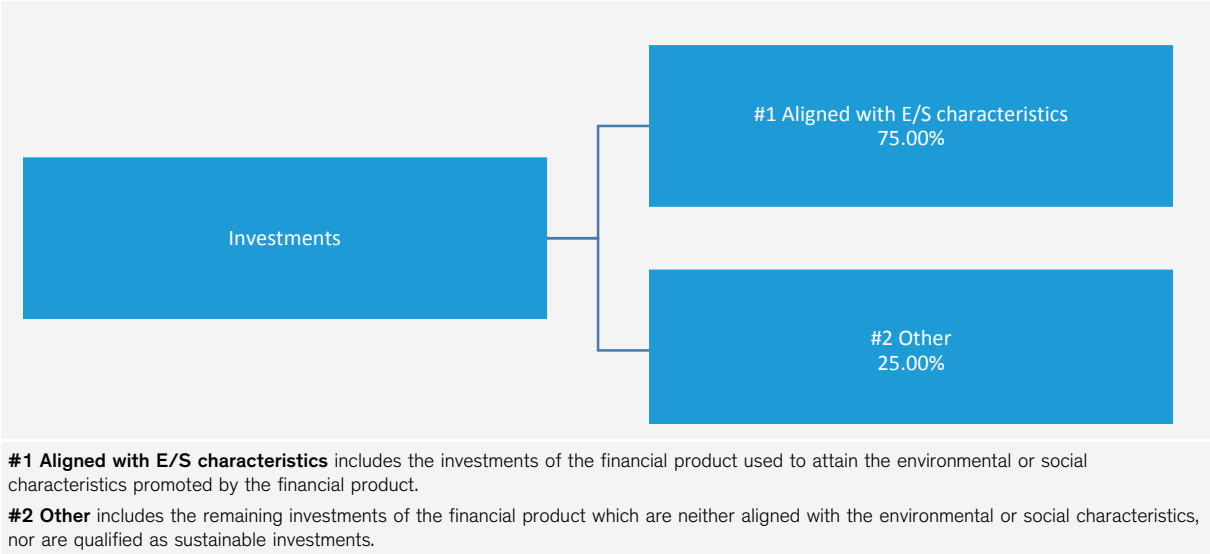 #1 Aligned with E/S characteristics
75.00%
Investments
#2 Other
25.00%
#1 Aligned with E/S characteristics includes the investments of the financial product used to attain the environmental or social
characteristics promoted by the financial product.
#2 Other includes the remaining investments of the financial product which are neither aligned with the environmental or social characteristics,
nor are qualified as sustainable investments.